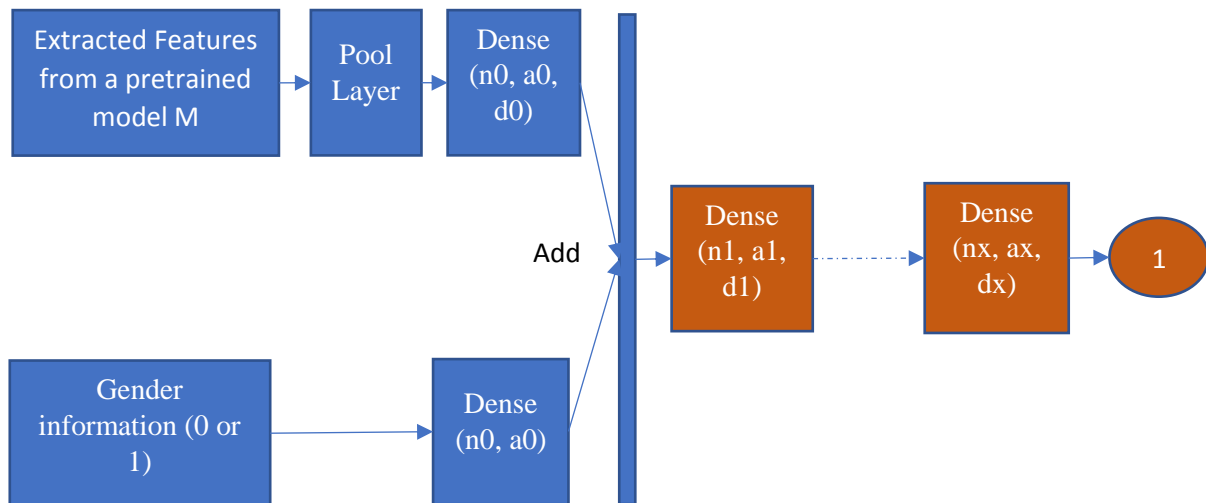 Extracted Features
from a pretrained
model M
Pool
Layer
Dense
(n0, a0,
d0)
Add
Dense
(n1, a1,
d1)
Dense
(nx, ax,
dx)
1
Gender
information (0 or
1)
Dense
(n0, a0)